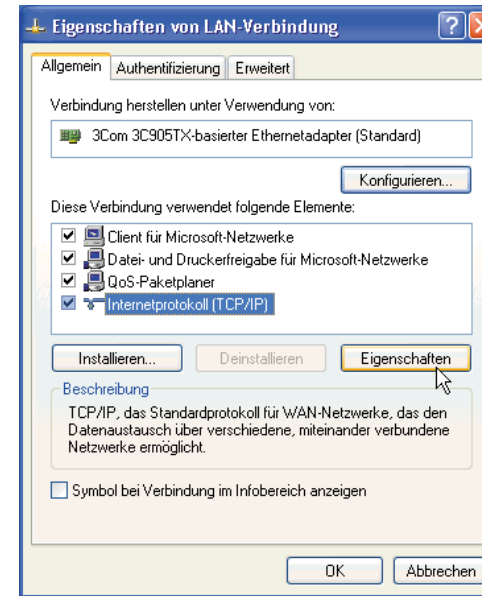 Eigenschaften von LAN-Verbindung
Allgemein Authentifizierung Erweitert
Verbindung herstellen unter Verwendung von:
3Com 3C905TX-basierter Ethernetadapter (Standard)
Konfigurieren...
Diese Verbindung verwendet folgende Elemente:
Client für Microsoft-Netzwerke
Datei- und Druckerfreigabe für Microsoft-Netzwerke
QoS-Paketplaner
Internetprotokoll (TCP/IP)
Installieren... Deinstallieren Eigenschaften
Beschreibung
TCP/IP, das Standardprotokoll für WAN-Netzwerke, das den
Datenaustausch über verschiedene, miteinander verbundene
Netzwerke ermöglicht.
Symbol bei Verbindung im Infobereich anzeigen
OK Abbrechen